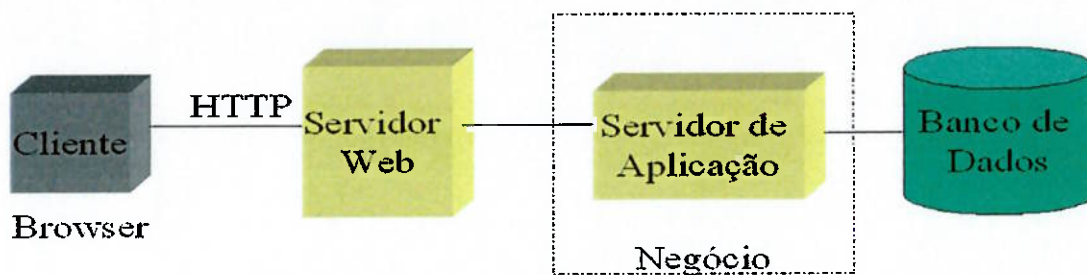 Cliente
Browser
HTTP
Servidor
Web
Servidor de
Aplicação
Negócio
Banco de
Dados